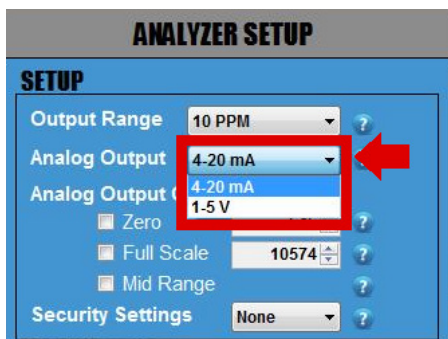 ANALYZER SETUP
SETUP
Output Range 10 PPM ?
Analog Output 4-20 mA
4-20 mA
Analog Output
1-5 V
Zero ?
Full Scale 10574 ?
Mid Range ?
Security Settings None ?